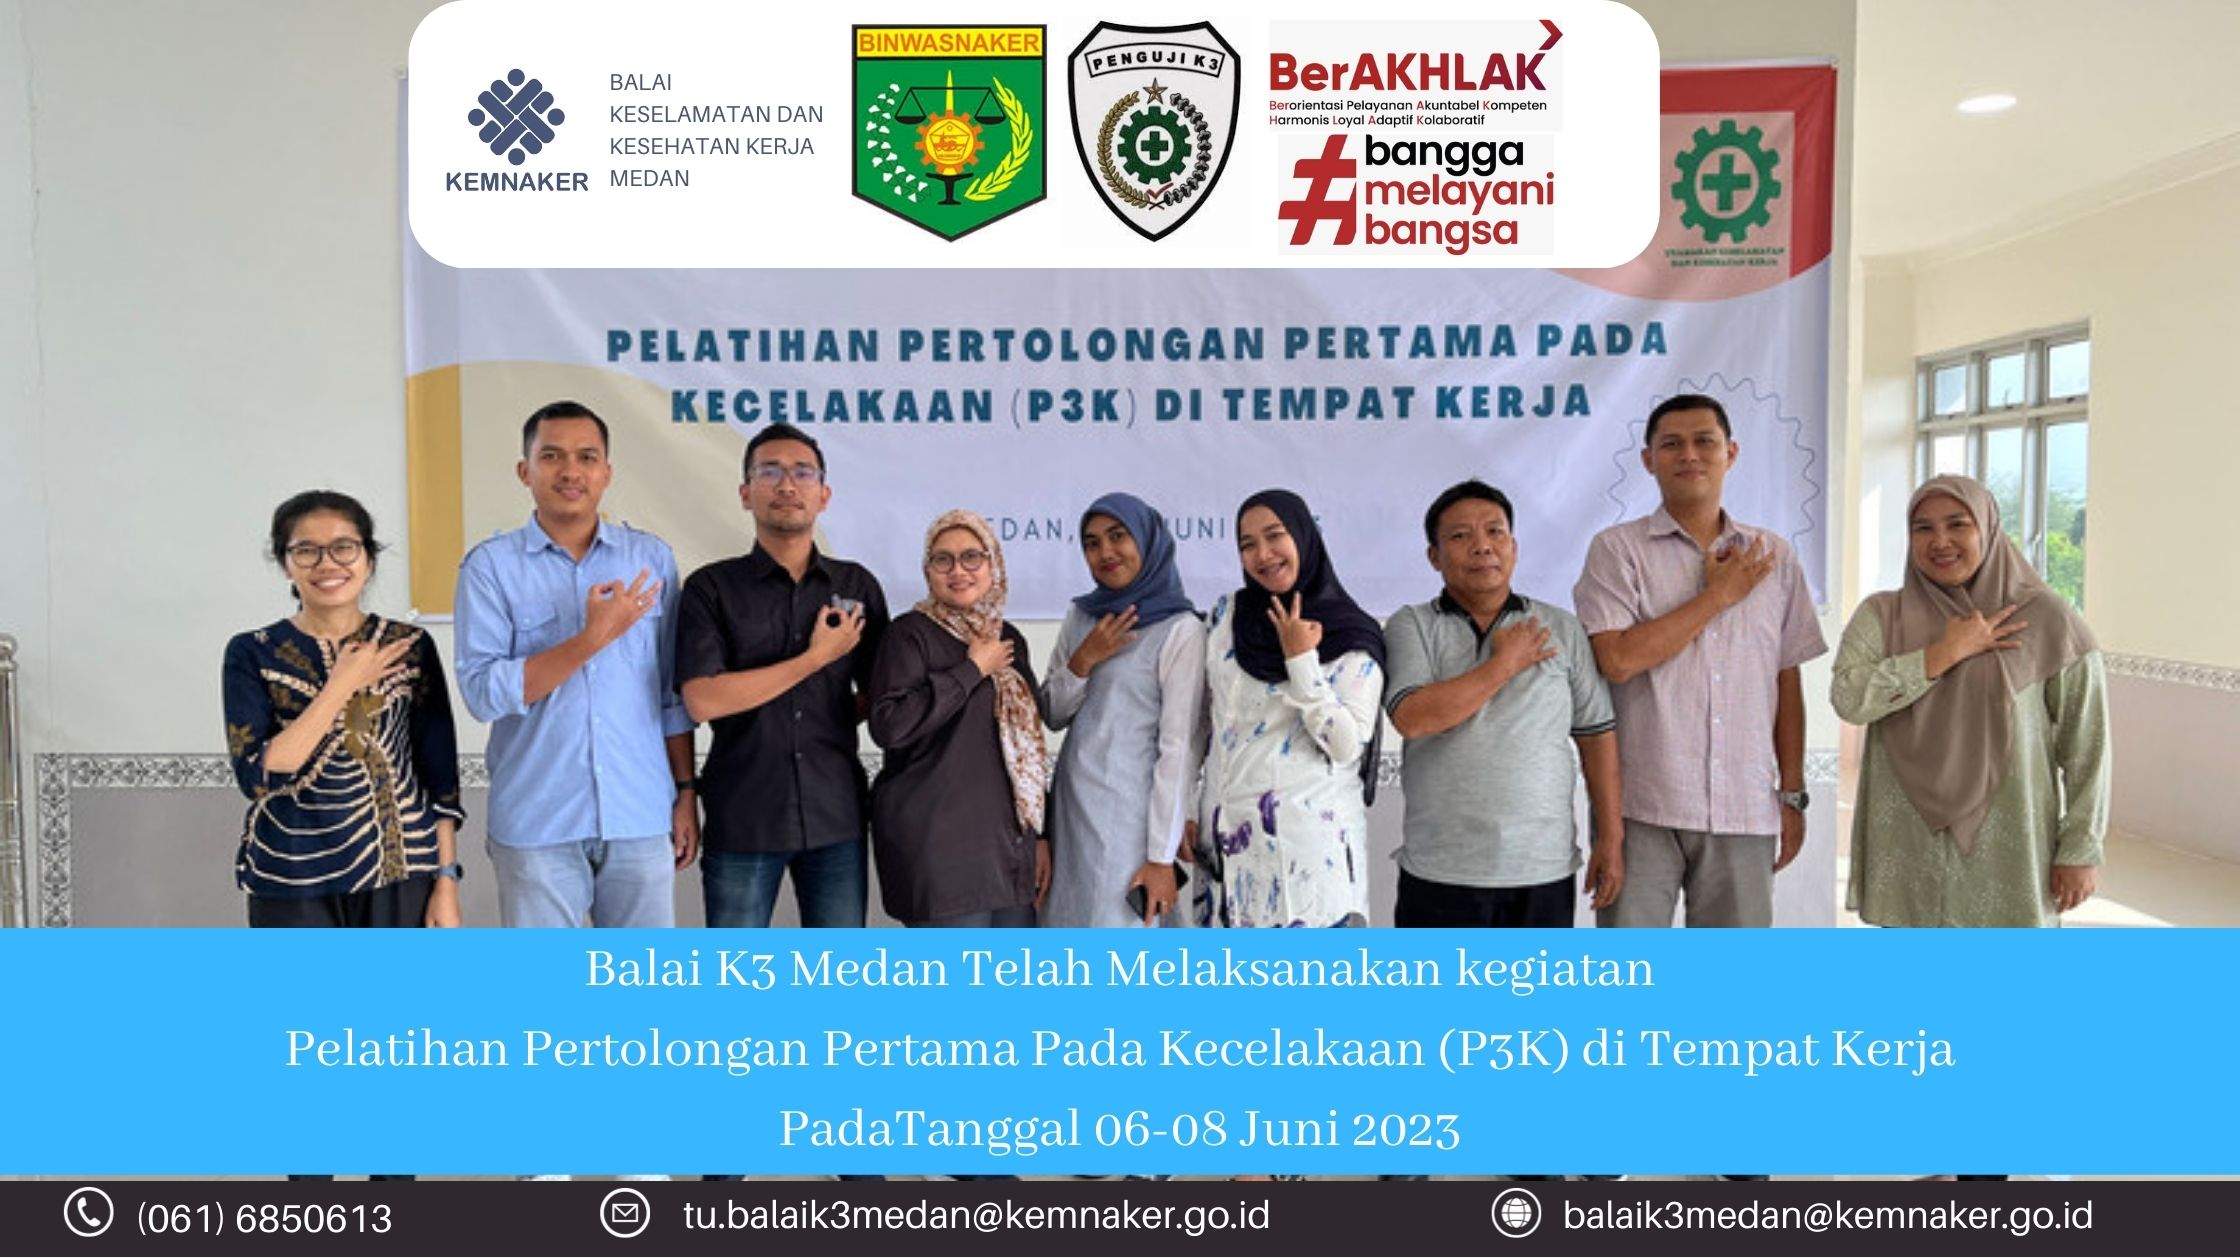 KEMNAKER
BALAI
KESELAMATAN DAN
KESEHATAN KERJA
MEDAN
BINWASNAKER
PENGUJI K3
BerAKHLAK
Berorientasi Pelayanan Akuntabel Kompeten
Harmonis Loyal Adaptif Kolaboratif
#bangga
melayani
bangsa
PELATIHAN PERTOLONGAN PERTAMA PADA
KECELAKAAN (P3K) DI TEMPAT KERJA
Balai K3 Medan Telah Melaksanakan kegiatan
Pelatihan Pertolongan Pertama Pada Kecelakaan (P3K) di Tempat Kerja
PadaTanggal 06-08 Juni 2023
(061) 6850613
tu.balaik3medan@kemnaker.go.id
balaik3medan@kemnaker.go.id